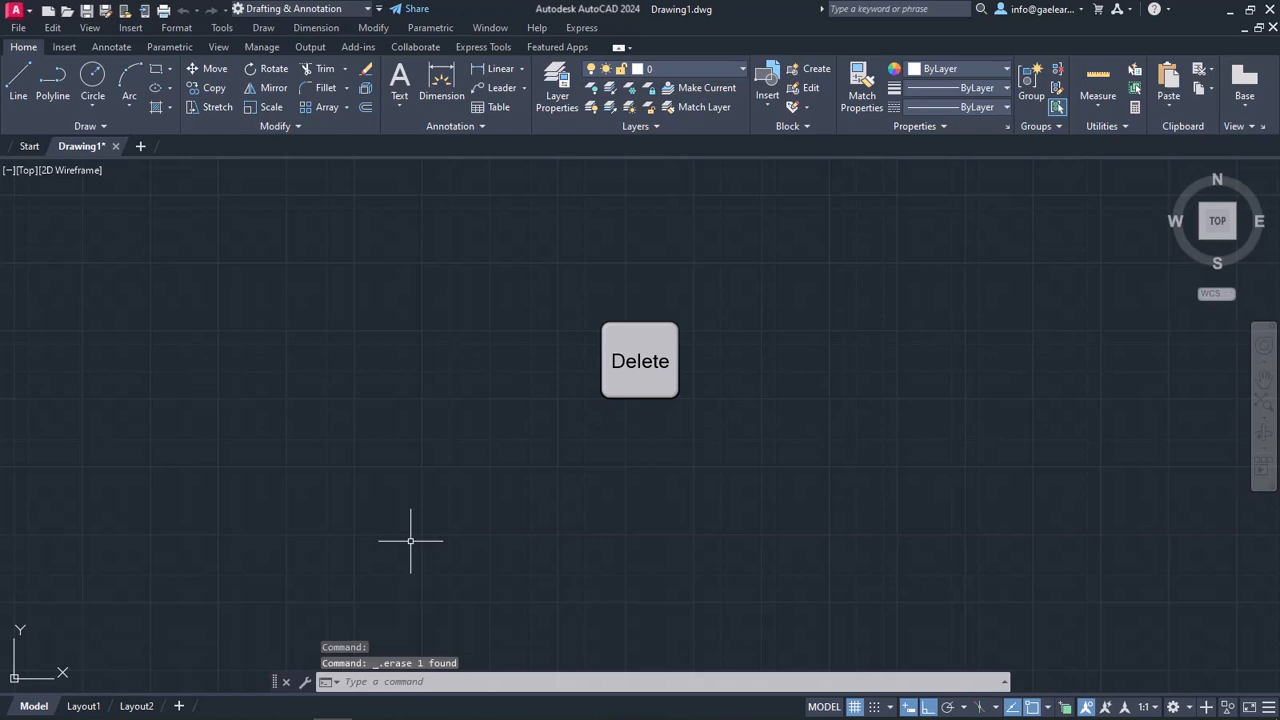 Drafting & Annotation Share Autodesk AutoCAD 2024 Drawing1.dwg Type a keyword or phrase info@gaelear...
File Edit View Insert Format Tools Draw Dimension Modify Parametric Window Help Express
Home Insert Annotate Parametric View Manage Output Add-ins Collaborate Express Tools Featured Apps
Line Polyline Circle Arc
Move Rotate Trim
Copy Mirror Fillet
Stretch Scale Array
Text Dimension
Linear
Leader
Table
Layer Properties
0
Make Current
Match Layer
Insert
Create
Edit
Match Properties
ByLayer
ByLayer
ByLayer
Group
Measure
Paste
Base
Draw Modify Annotation Layers Block Properties Groups Utilities Clipboard View
Start Drawing1*
[−][Top][2D Wireframe]
N
W TOP E
S
WCS
Delete
Y
X
Command:
Command: _.erase 1 found
Type a command
Model Layout1 Layout2 MODEL 1:1